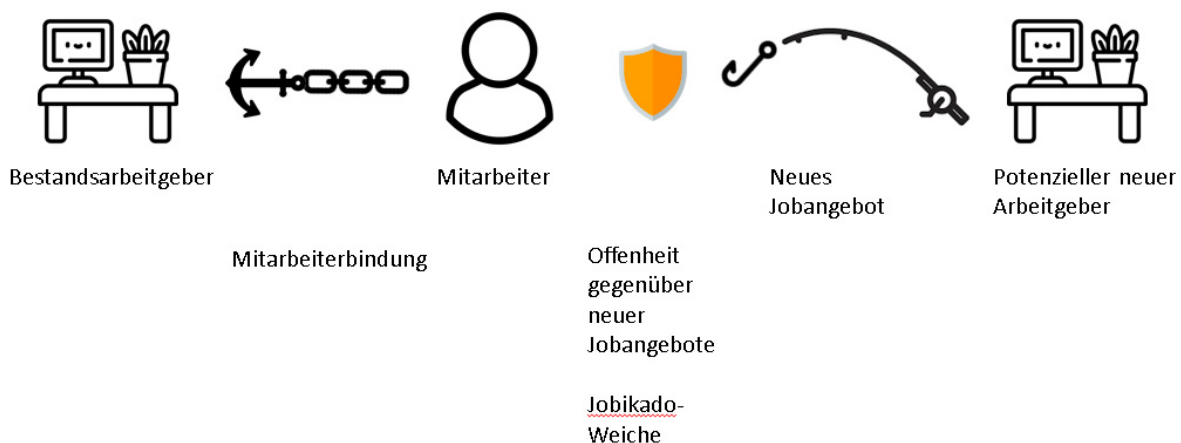 Bestandsarbeitgeber
Mitarbeiter
Neues
Jobangebot
Potenzieller neuer
Arbeitgeber
Mitarbeiterbindung
Offenheit
gegenüber
neuer
Jobangebote
Jobikado-
Weiche